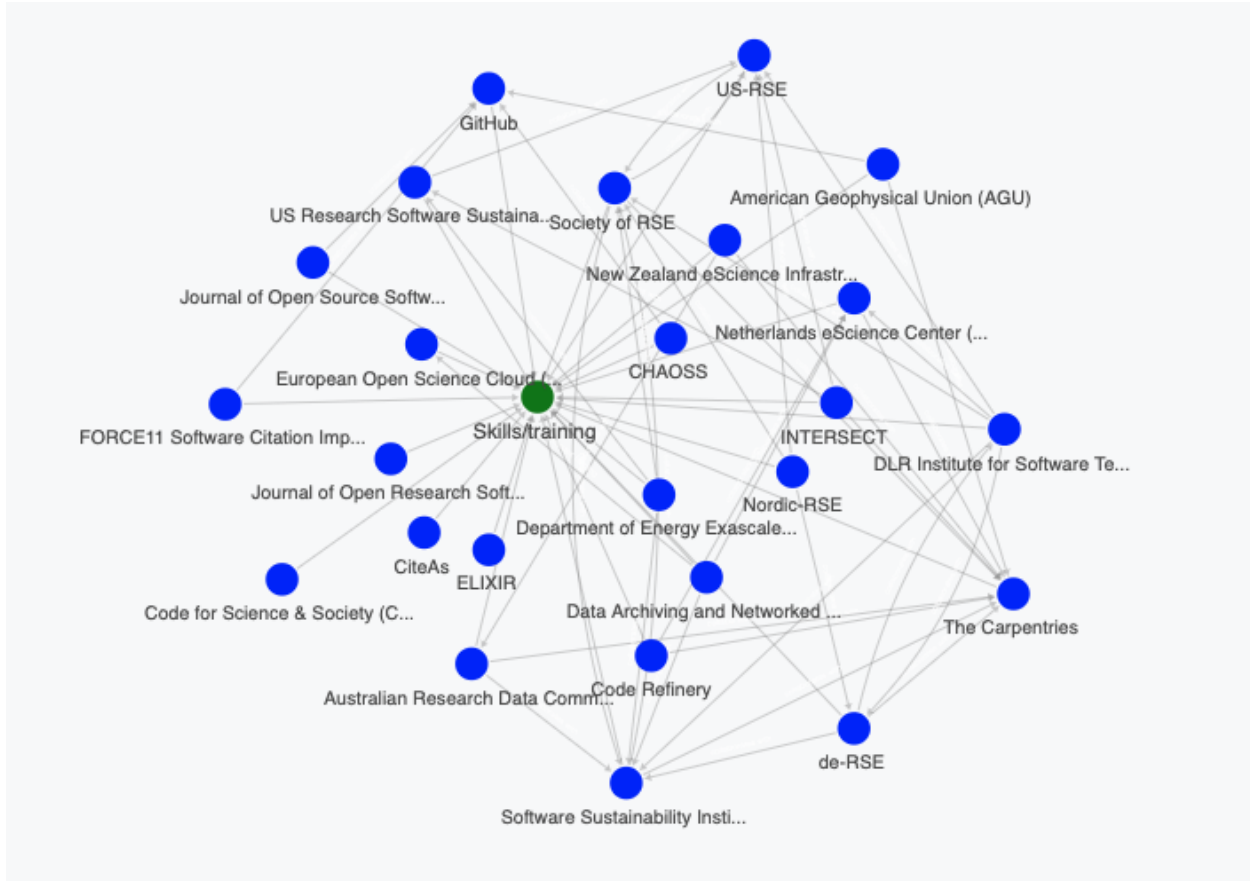 US-RSE
GitHub
American Geophysical Union (AGU)
US Research Software Sustaina...
Society of RSE
New Zealand eScience Infrastr...
Journal of Open Source Softw...
Netherlands eScience Center (...
CHAOSS
European Open Science Cloud (...
Skills/training
FORCE11 Software Citation Imp...
INTERSECT
DLR Institute for Software Te...
Journal of Open Research Soft...
Nordic-RSE
Department of Energy Exascale...
CiteAs
ELIXIR
Code for Science & Society (C...
Data Archiving and Networked ...
The Carpentries
Code Refinery
Australian Research Data Comm...
de-RSE
Software Sustainability Insti...